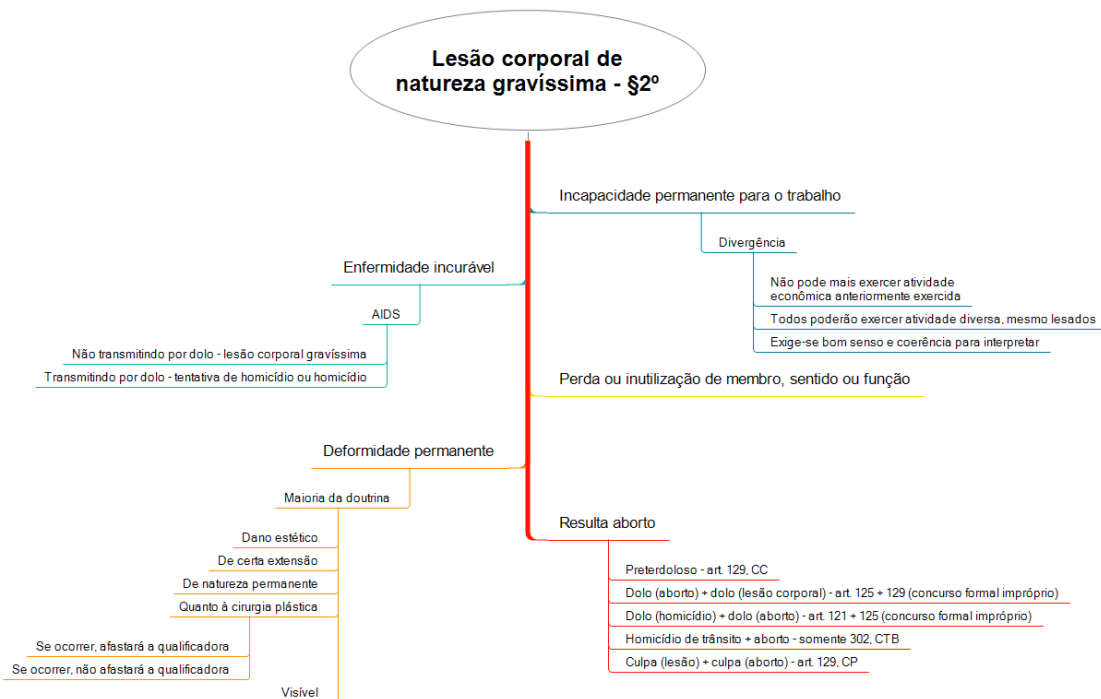 Lesão corporal de
natureza gravíssima - §2º
Incapacidade permanente para o trabalho
Divergência
Não pode mais exercer atividade
econômica anteriormente exercida
Todos poderão exercer atividade diversa, mesmo lesados
Exige-se bom senso e coerência para interpretar
Enfermidade incurável
AIDS
Não transmitindo por dolo - lesão corporal gravíssima
Transmitindo por dolo - tentativa de homicídio ou homicídio
Perda ou inutilização de membro, sentido ou função
Deformidade permanente
Maioria da doutrina
Dano estético
De certa extensão
De natureza permanente
Quanto à cirurgia plástica
Se ocorrer, afastará a qualificadora
Se ocorrer, não afastará a qualificadora
Visível
Resulta aborto
Preterdoloso - art. 129, CC
Dolo (aborto) + dolo (lesão corporal) - art. 125 + 129 (concurso formal impróprio)
Dolo (homicídio) + dolo (aborto) - art. 121 + 125 (concurso formal impróprio)
Homicídio de trânsito + aborto - somente 302, CTB
Culpa (lesão) + culpa (aborto) - art. 129, CP